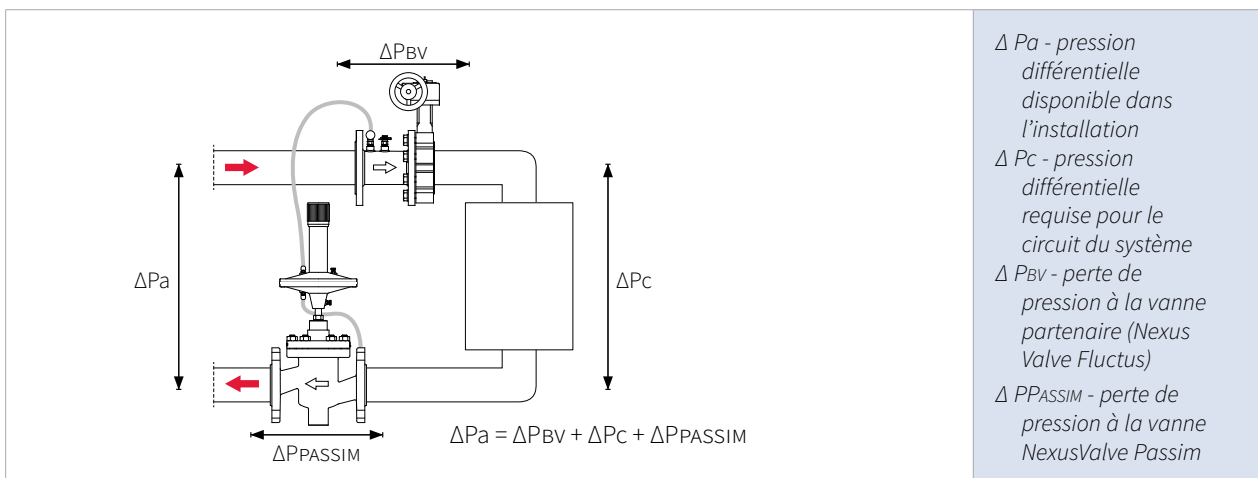 ΔPBV
ΔPa
ΔPc
ΔPPASSIM
ΔPa = ΔPBV + ΔPc + ΔPPASSIM
Δ Pa - pression
différentielle
disponible dans
l'installation
Δ Pc - pression
différentielle
requise pour le
circuit du système
Δ PBV - perte de
pression à la vanne
partenaire (Nexus
Valve Fluctus)
Δ PPASSIM - perte de
pression à la vanne
NexusValve Passim